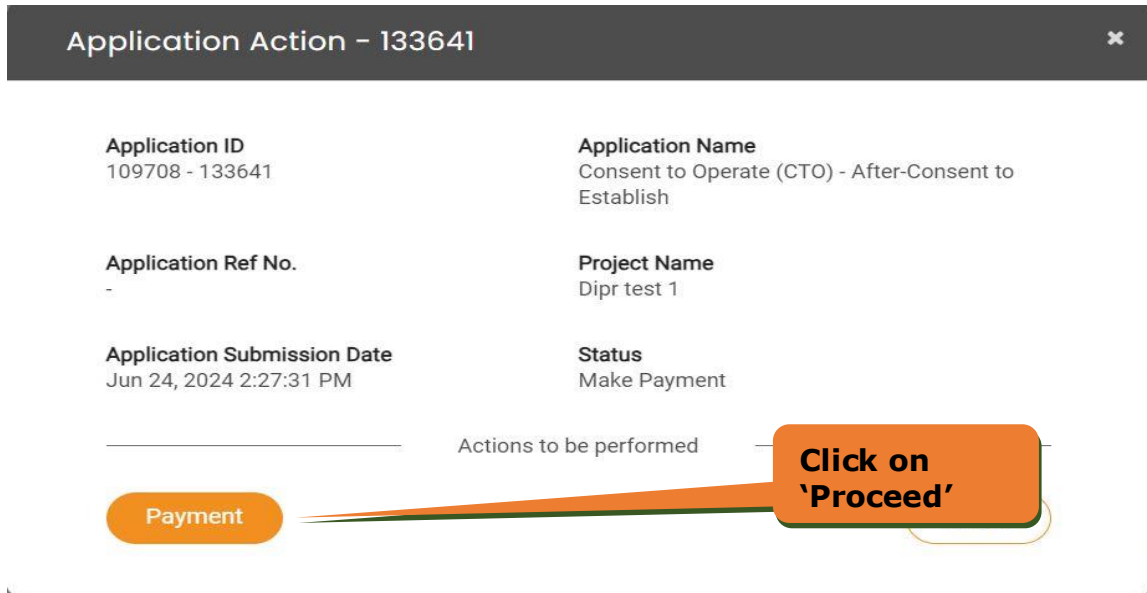 Application Action - 133641
Application ID
109708 - 133641
Application Name
Consent to Operate (CTO) - After-Consent to
Establish
Application Ref No.
-
Project Name
Dipr test 1
Application Submission Date
Jun 24, 2024 2:27:31 PM
Status
Make Payment
Actions to be performed
Click on
‘Proceed’
Payment